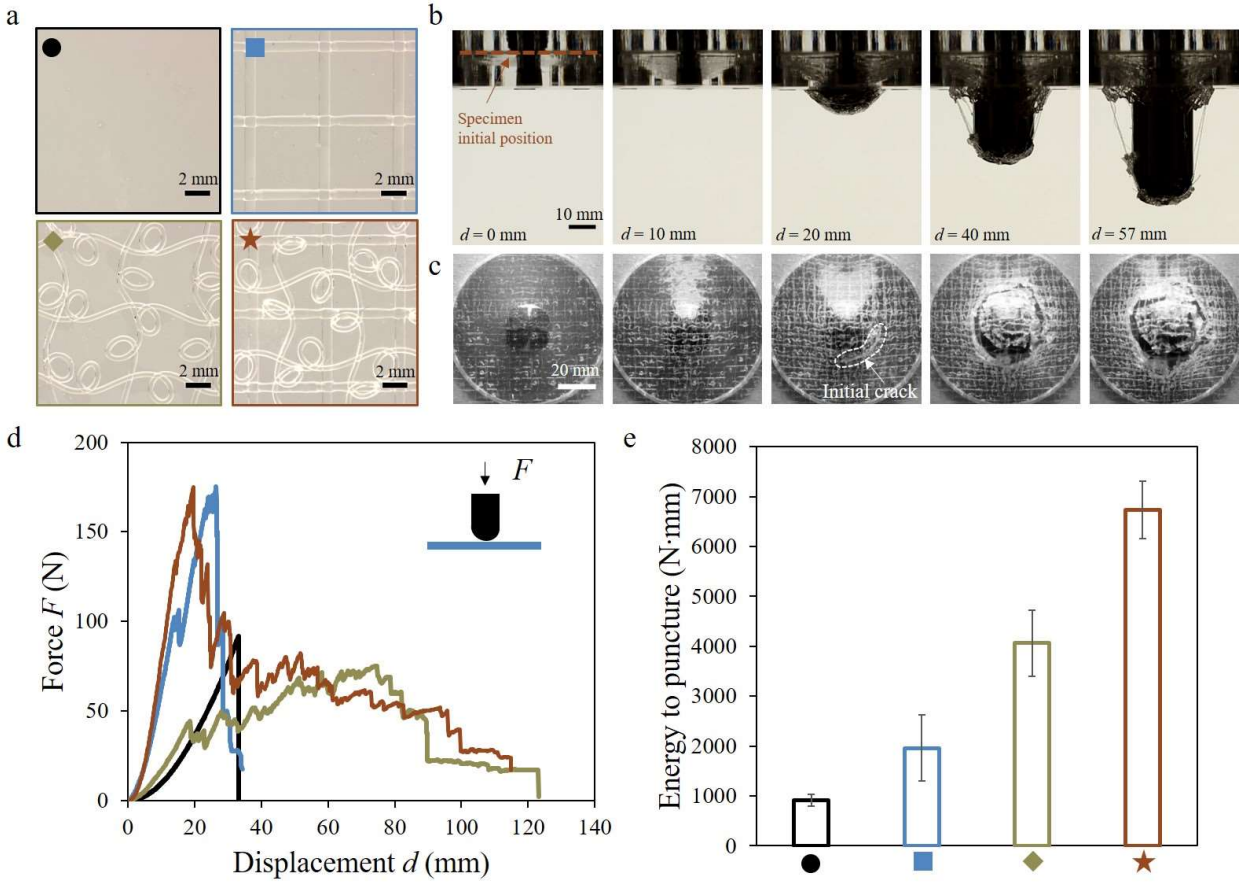 a
2 mm
2 mm
2 mm
2 mm
b
Specimen
initial position
10 mm
d = 0 mm
d = 10 mm
d = 20 mm
d = 40 mm
d = 57 mm
c
20 mm
Initial crack
d
Force F (N)
200
150
100
50
0
0 20 40 60 80 100 120 140
Displacement d (mm)
F
e
Energy to puncture (N·mm)
8000
7000
6000
5000
4000
3000
2000
1000
0